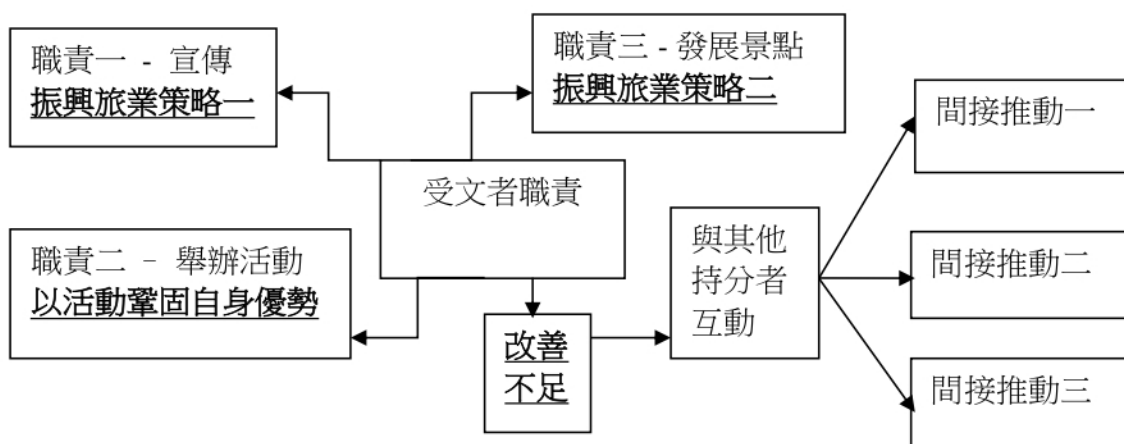 職責一 - 宣傳
振興旅業策略一
職責三 - 發展景點
振興旅業策略二
間接推動一
受文者職責
與其他
持分者
互動
職責二 - 舉辦活動
以活動鞏固自身優勢
間接推動二
改善
不足
間接推動三